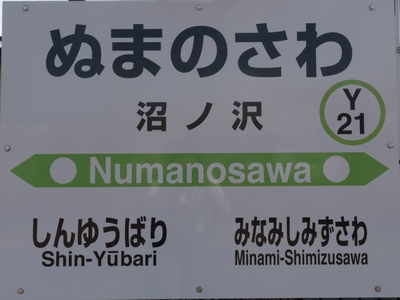 ぬまのさわ
沼ノ沢
Y
21
Numanosawa
しんゆうばり
Shin-Yūbari
みなみしみずさわ
Minami-Shimizusawa